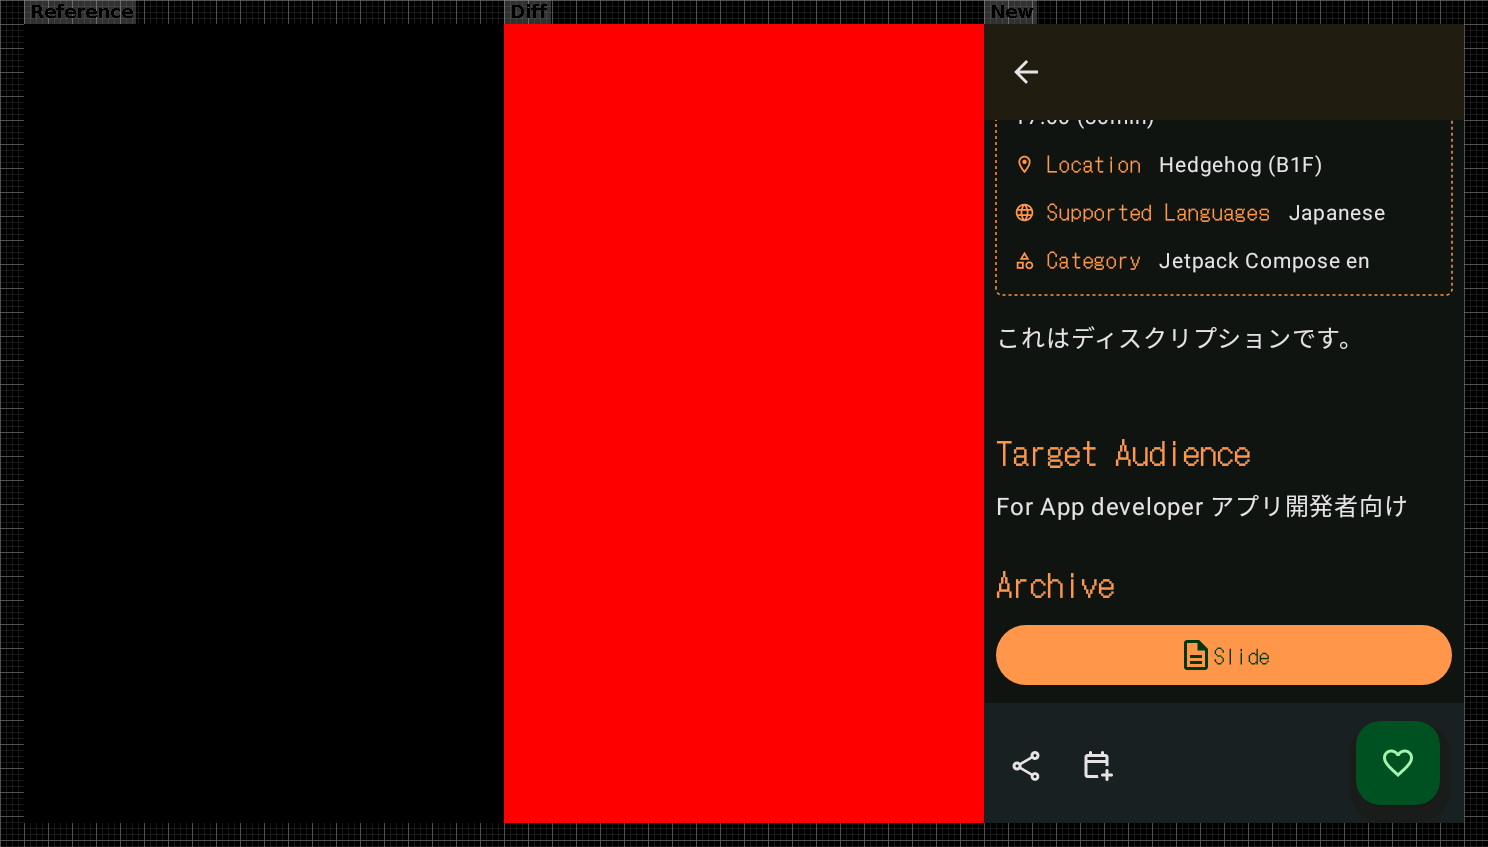 Reference
Diff
New
Location Hedgehog (B1F)
Supported Languages Japanese
Category Jetpack Compose en
これはディスクリプションです。
Target Audience
For App developer アプリ開発者向け
Archive
Slide